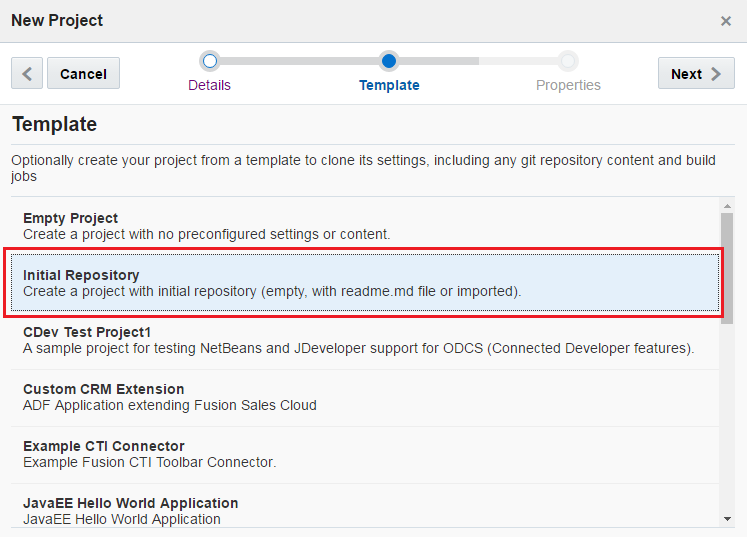 New Project
×
Cancel
Details
Template
Properties
Next
Template
Optionally create your project from a template to clone its settings, including any git repository content and build
jobs
Empty Project
Create a project with no preconfigured settings or content.
Initial Repository
Create a project with initial repository (empty, with readme.md file or imported).
CDev Test Project1
A sample project for testing NetBeans and JDeveloper support for ODCS (Connected Developer features).
Custom CRM Extension
ADF Application extending Fusion Sales Cloud
Example CTI Connector
Example Fusion CTI Toolbar Connector.
JavaEE Hello World Application
JavaEE Hello World Application